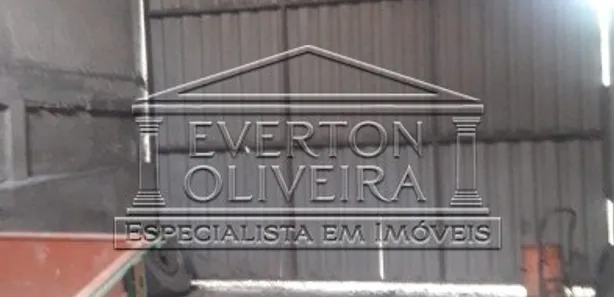 EVERTON
OLIVEIRA
ESPECIALISTA EM IMÓVEIS